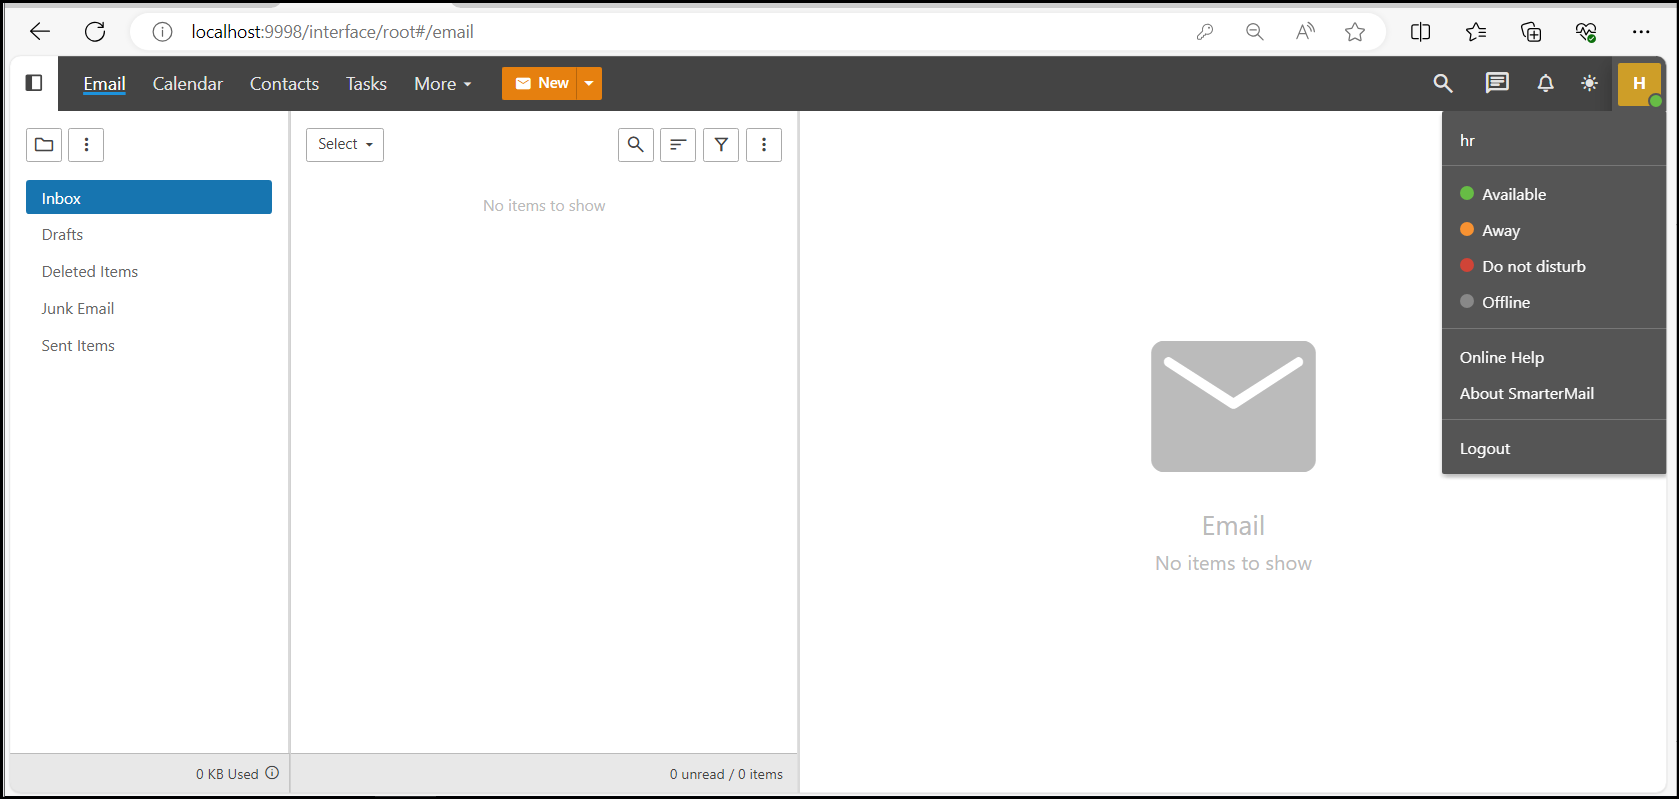 localhost:9998/interface/root#/email
Email Calendar Contacts Tasks More New H
hr
Select
Inbox
No items to show
Available
Drafts
Away
Deleted Items
Do not disturb
Junk Email
Offline
Sent Items
Online Help
About SmarterMail
Logout
Email
No items to show
0 KB Used
0 unread / 0 items